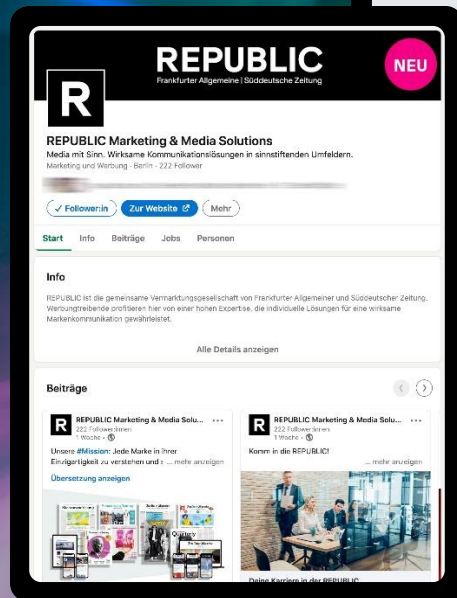 REPUBLIC
Frankfurter Allgemeine | Süddeutsche Zeitung
NEU
R
REPUBLIC Marketing & Media Solutions
Media mit Sinn. Wirksame Kommunikationslösungen in sinnstiftenden Umfeldern.
Marketing und Werbung · Berlin · 222 Follower
✓ Follower:in Zur Website Mehr
Start Info Beiträge Jobs Personen
Info
REPUBLIC ist die gemeinsame Vermarktungsgesellschaft von Frankfurter Allgemeiner und Süddeutscher Zeitung.
Werbungtreibende profitieren hier von einer hohen Expertise, die individuelle Lösungen für eine wirksame
Markenkommunikation gewährleistet.
Alle Details anzeigen
Beiträge
R
REPUBLIC Marketing & Media Solu... ···
222 Follower:innen
1 Woche ·
Unsere #Mission: Jede Marke in ihrer
Einzigartigkeit zu verstehen und ... mehr anzeigen
Übersetzung anzeigen
Quarterly
R
REPUBLIC Marketing & Media Solu... ···
222 Follower:innen
1 Woche ·
Komm in die REPUBLIC!
... mehr anzeigen
Deine Karriere in der REPUBLIC